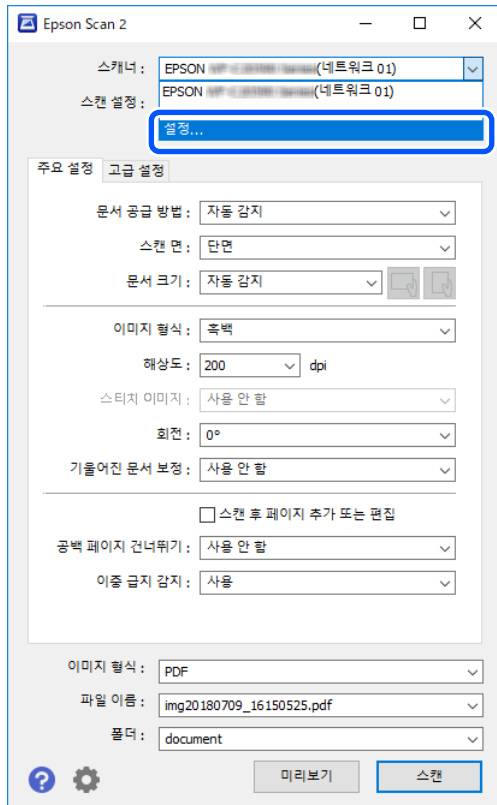 Epson Scan 2
스캐너 : EPSON (네트워크 01)
EPSON (네트워크 01)
스캔 설정 :
설정...
주요 설정 고급 설정
문서 공급 방법 : 자동 감지
스캔 면 : 단면
문서 크기 : 자동 감지
이미지 형식 : 흑백
해상도 : 200 dpi
스티치 이미지 : 사용 안 함
회전 : 0°
기울어진 문서 보정 : 사용 안 함
스캔 후 페이지 추가 또는 편집
공백 페이지 건너뛰기 : 사용 안 함
이중 급지 감지 : 사용
이미지 형식 : PDF
파일 이름 : img20180709_16150525.pdf
폴더 : document
?
미리보기 스캔